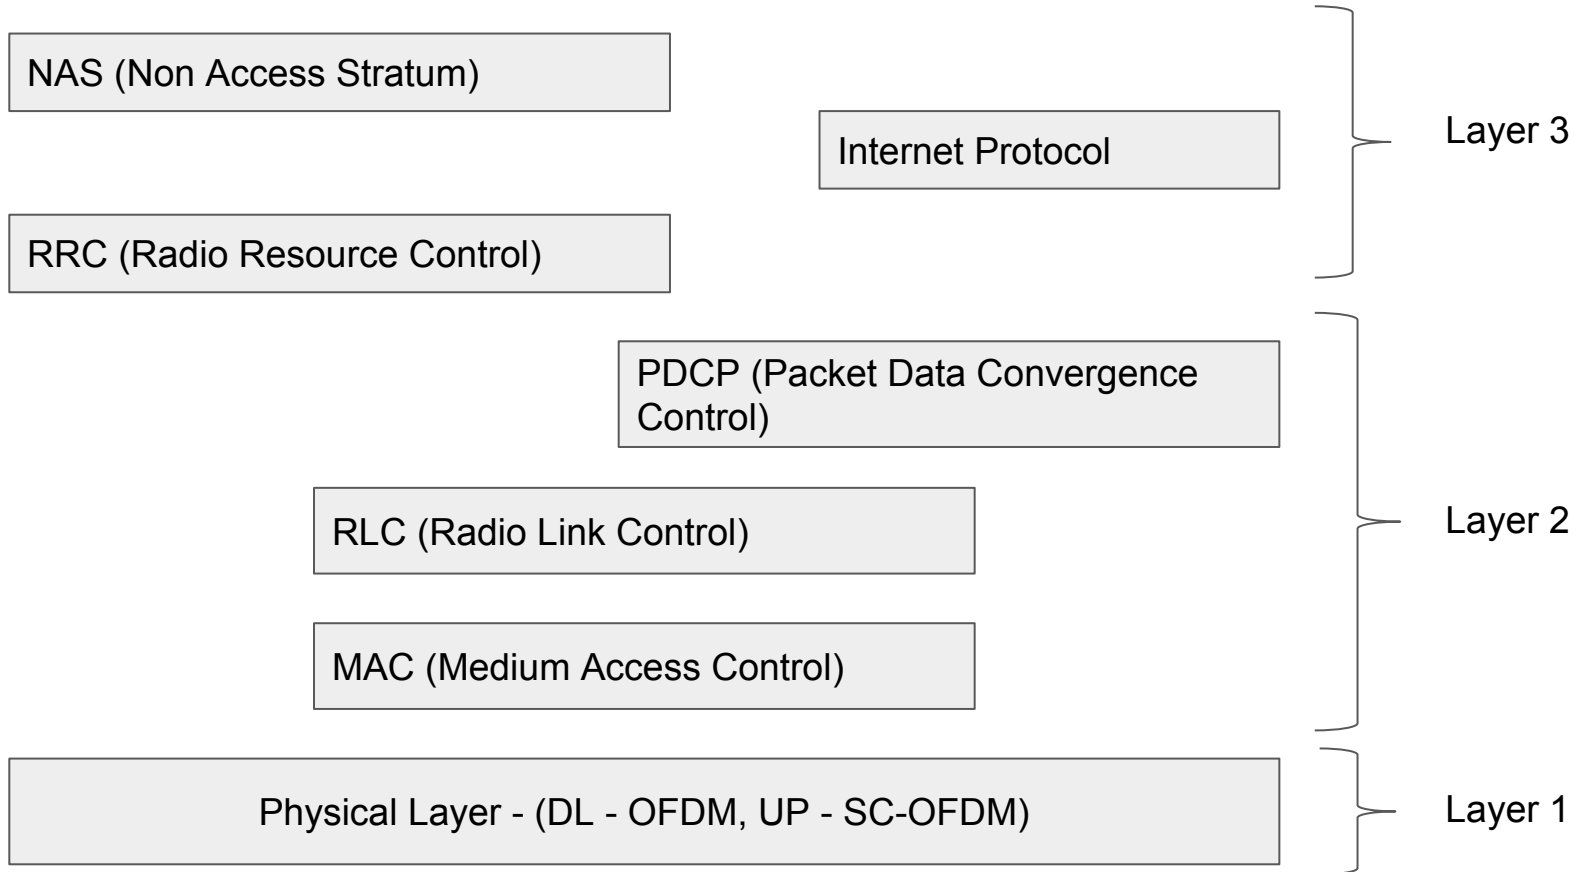 NAS (Non Access Stratum)
Layer 3
Internet Protocol
RRC (Radio Resource Control)
PDCP (Packet Data Convergence
Control)
RLC (Radio Link Control)
Layer 2
MAC (Medium Access Control)
Physical Layer - (DL - OFDM, UP - SC-OFDM)
Layer 1